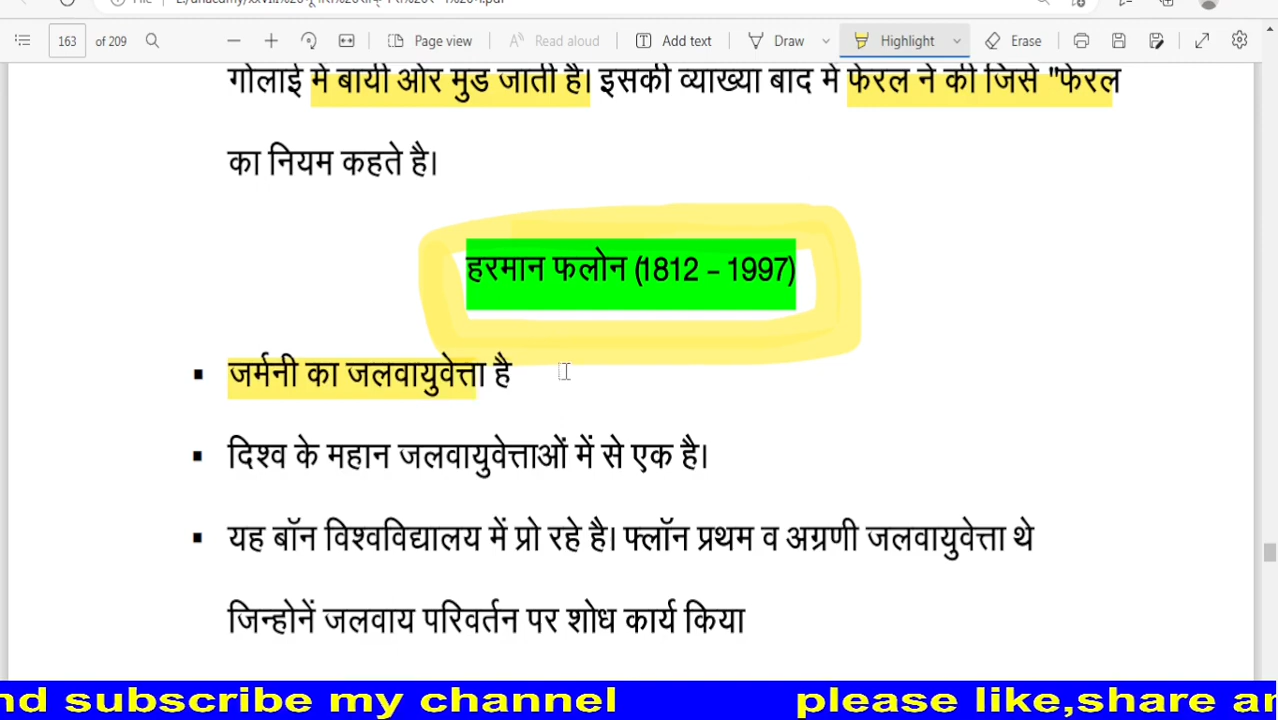 163 of 209 Page view Read aloud Add text Draw Highlight Erase
गोलाई में बायी ओर मुड जाती है। इसकी व्याख्या बाद में फेरल ने की जिसे "फेरल
का नियम कहते है।
हरमान फलोन (1812 – 1997)
▪ जर्मनी का जलवायुवेत्ता है
▪ दिश्व के महान जलवायुवेत्ताओं में से एक है।
▪ यह बॉन विश्वविद्यालय में प्रो रहे है। फ्लॉन प्रथम व अग्रणी जलवायुवेत्ता थे
जिन्होनें जलवाय परिवर्तन पर शोध कार्य किया
nd subscribe my channel please like,share an